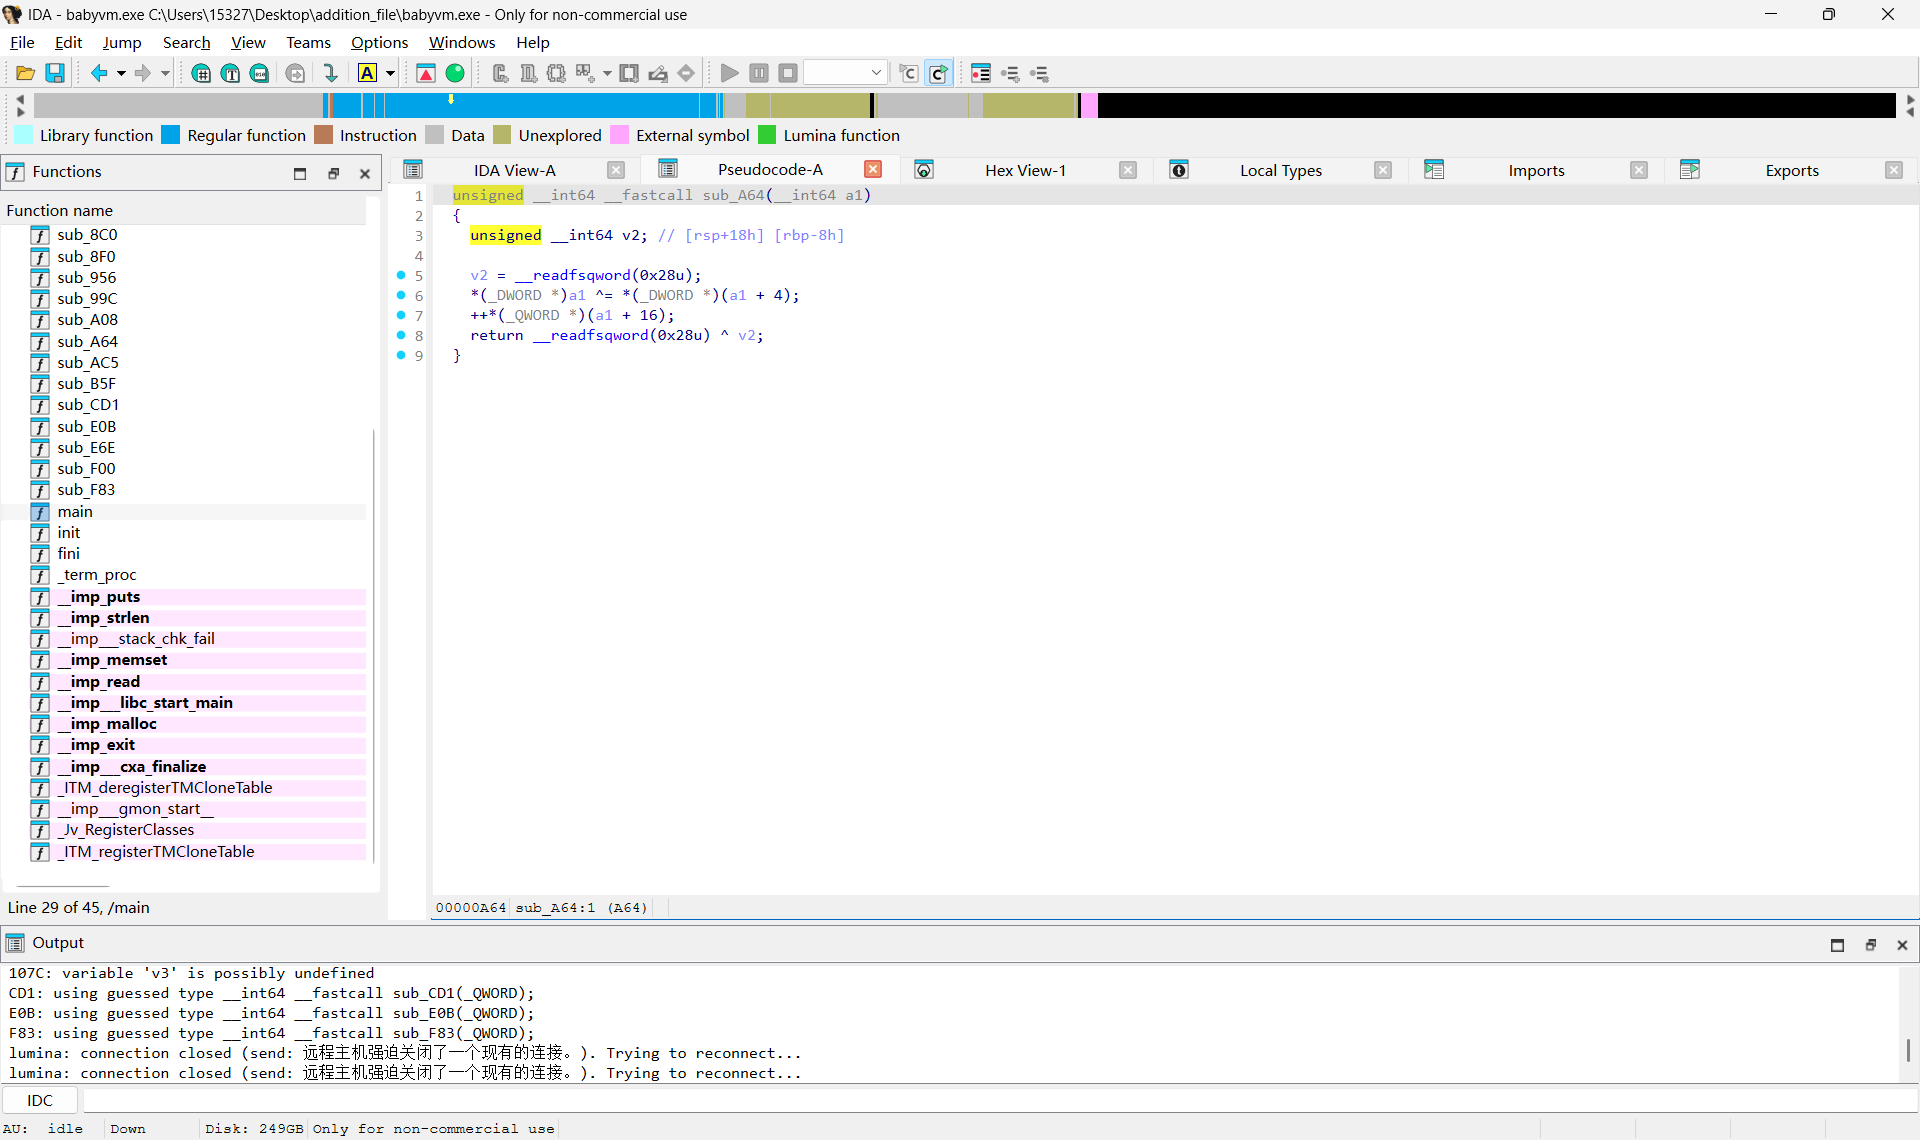 IDA - babyvm.exe C:\Users\15327\Desktop\addition_file\babyvm.exe - Only for non-commercial use
File Edit Jump Search View Teams Options Windows Help
Library function Regular function Instruction Data Unexplored External symbol Lumina function
Functions
IDA View-A Pseudocode-A Hex View-1 Local Types Imports Exports
Function name
sub_8C0
sub_8F0
sub_956
sub_99C
sub_A08
sub_A64
sub_AC5
sub_B5F
sub_CD1
sub_E0B
sub_E6E
sub_F00
sub_F83
main
init
fini
_term_proc
__imp_puts
__imp_strlen
__imp___stack_chk_fail
__imp_memset
__imp_read
__imp___libc_start_main
__imp_malloc
__imp_exit
__imp___cxa_finalize
_ITM_deregisterTMCloneTable
__imp___gmon_start__
_Jv_RegisterClasses
_ITM_registerTMCloneTable
Line 29 of 45, /main
1 unsigned __int64 __fastcall sub_A64(__int64 a1)
2 {
3 unsigned __int64 v2; // [rsp+18h] [rbp-8h]
4
5 v2 = __readfsqword(0x28u);
6 *(_DWORD *)a1 ^= *(_DWORD *)(a1 + 4);
7 ++*(_QWORD *)(a1 + 16);
8 return __readfsqword(0x28u) ^ v2;
9 }
00000A64 sub_A64:1 (A64)
Output
107C: variable 'v3' is possibly undefined
CD1: using guessed type __int64 __fastcall sub_CD1(_QWORD);
E0B: using guessed type __int64 __fastcall sub_E0B(_QWORD);
F83: using guessed type __int64 __fastcall sub_F83(_QWORD);
lumina: connection closed (send: 远程主机强迫关闭了一个现有的连接。). Trying to reconnect...
lumina: connection closed (send: 远程主机强迫关闭了一个现有的连接。). Trying to reconnect...
IDC
AU: idle Down Disk: 249GB Only for non-commercial use